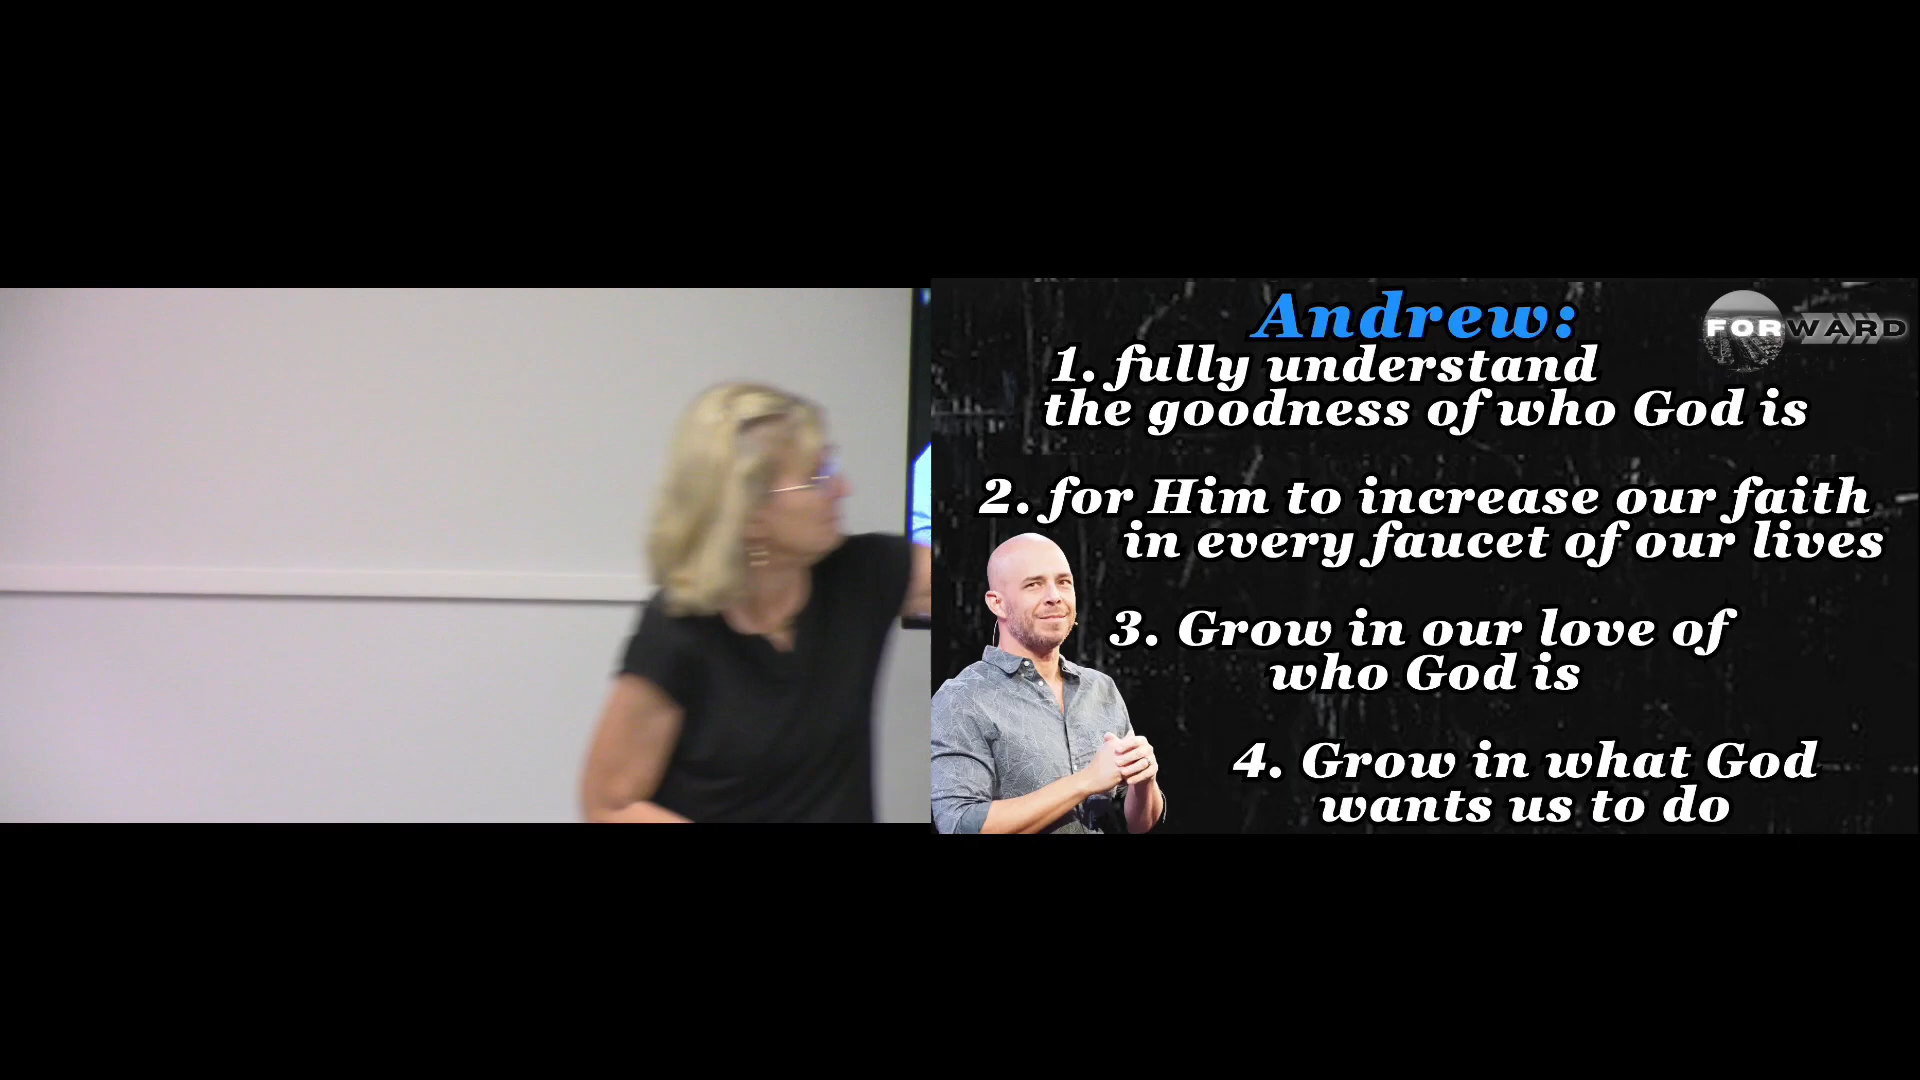 Andrew:
FORWARD
1. fully understand
the goodness of who God is
2. for Him to increase our faith
in every faucet of our lives
3. Grow in our love of
who God is
4. Grow in what God
wants us to do